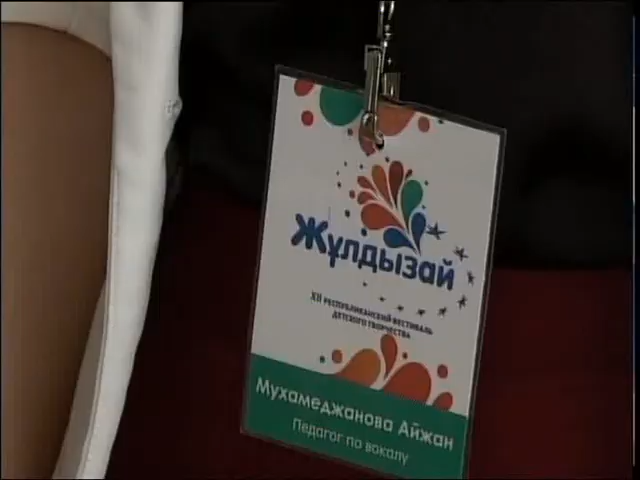 Жұлдызай
XII РЕСПУБЛИКАНСКИЙ ФЕСТИВАЛЬ
ДЕТСКОГО ТВОРЧЕСТВА
Мухамеджанова Айжан
Педагог по вокалу